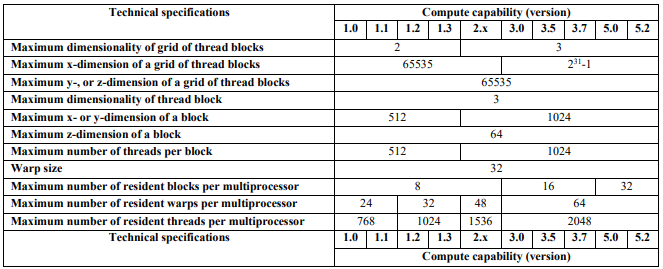 Technical specifications Compute capability (version)
1.0 1.1 1.2 1.3 2.x 3.0 3.5 3.7 5.0 5.2
Maximum dimensionality of grid of thread blocks 2 3
Maximum x-dimension of a grid of thread blocks 65535 2³¹-1
Maximum y-, or z-dimension of a grid of thread blocks 65535
Maximum dimensionality of thread block 3
Maximum x- or y-dimension of a block 512 1024
Maximum z-dimension of a block 64
Maximum number of threads per block 512 1024
Warp size 32
Maximum number of resident blocks per multiprocessor 8 16 32
Maximum number of resident warps per multiprocessor 24 32 48 64
Maximum number of resident threads per multiprocessor 768 1024 1536 2048
Technical specifications 1.0 1.1 1.2 1.3 2.x 3.0 3.5 3.7 5.0 5.2
Compute capability (version)